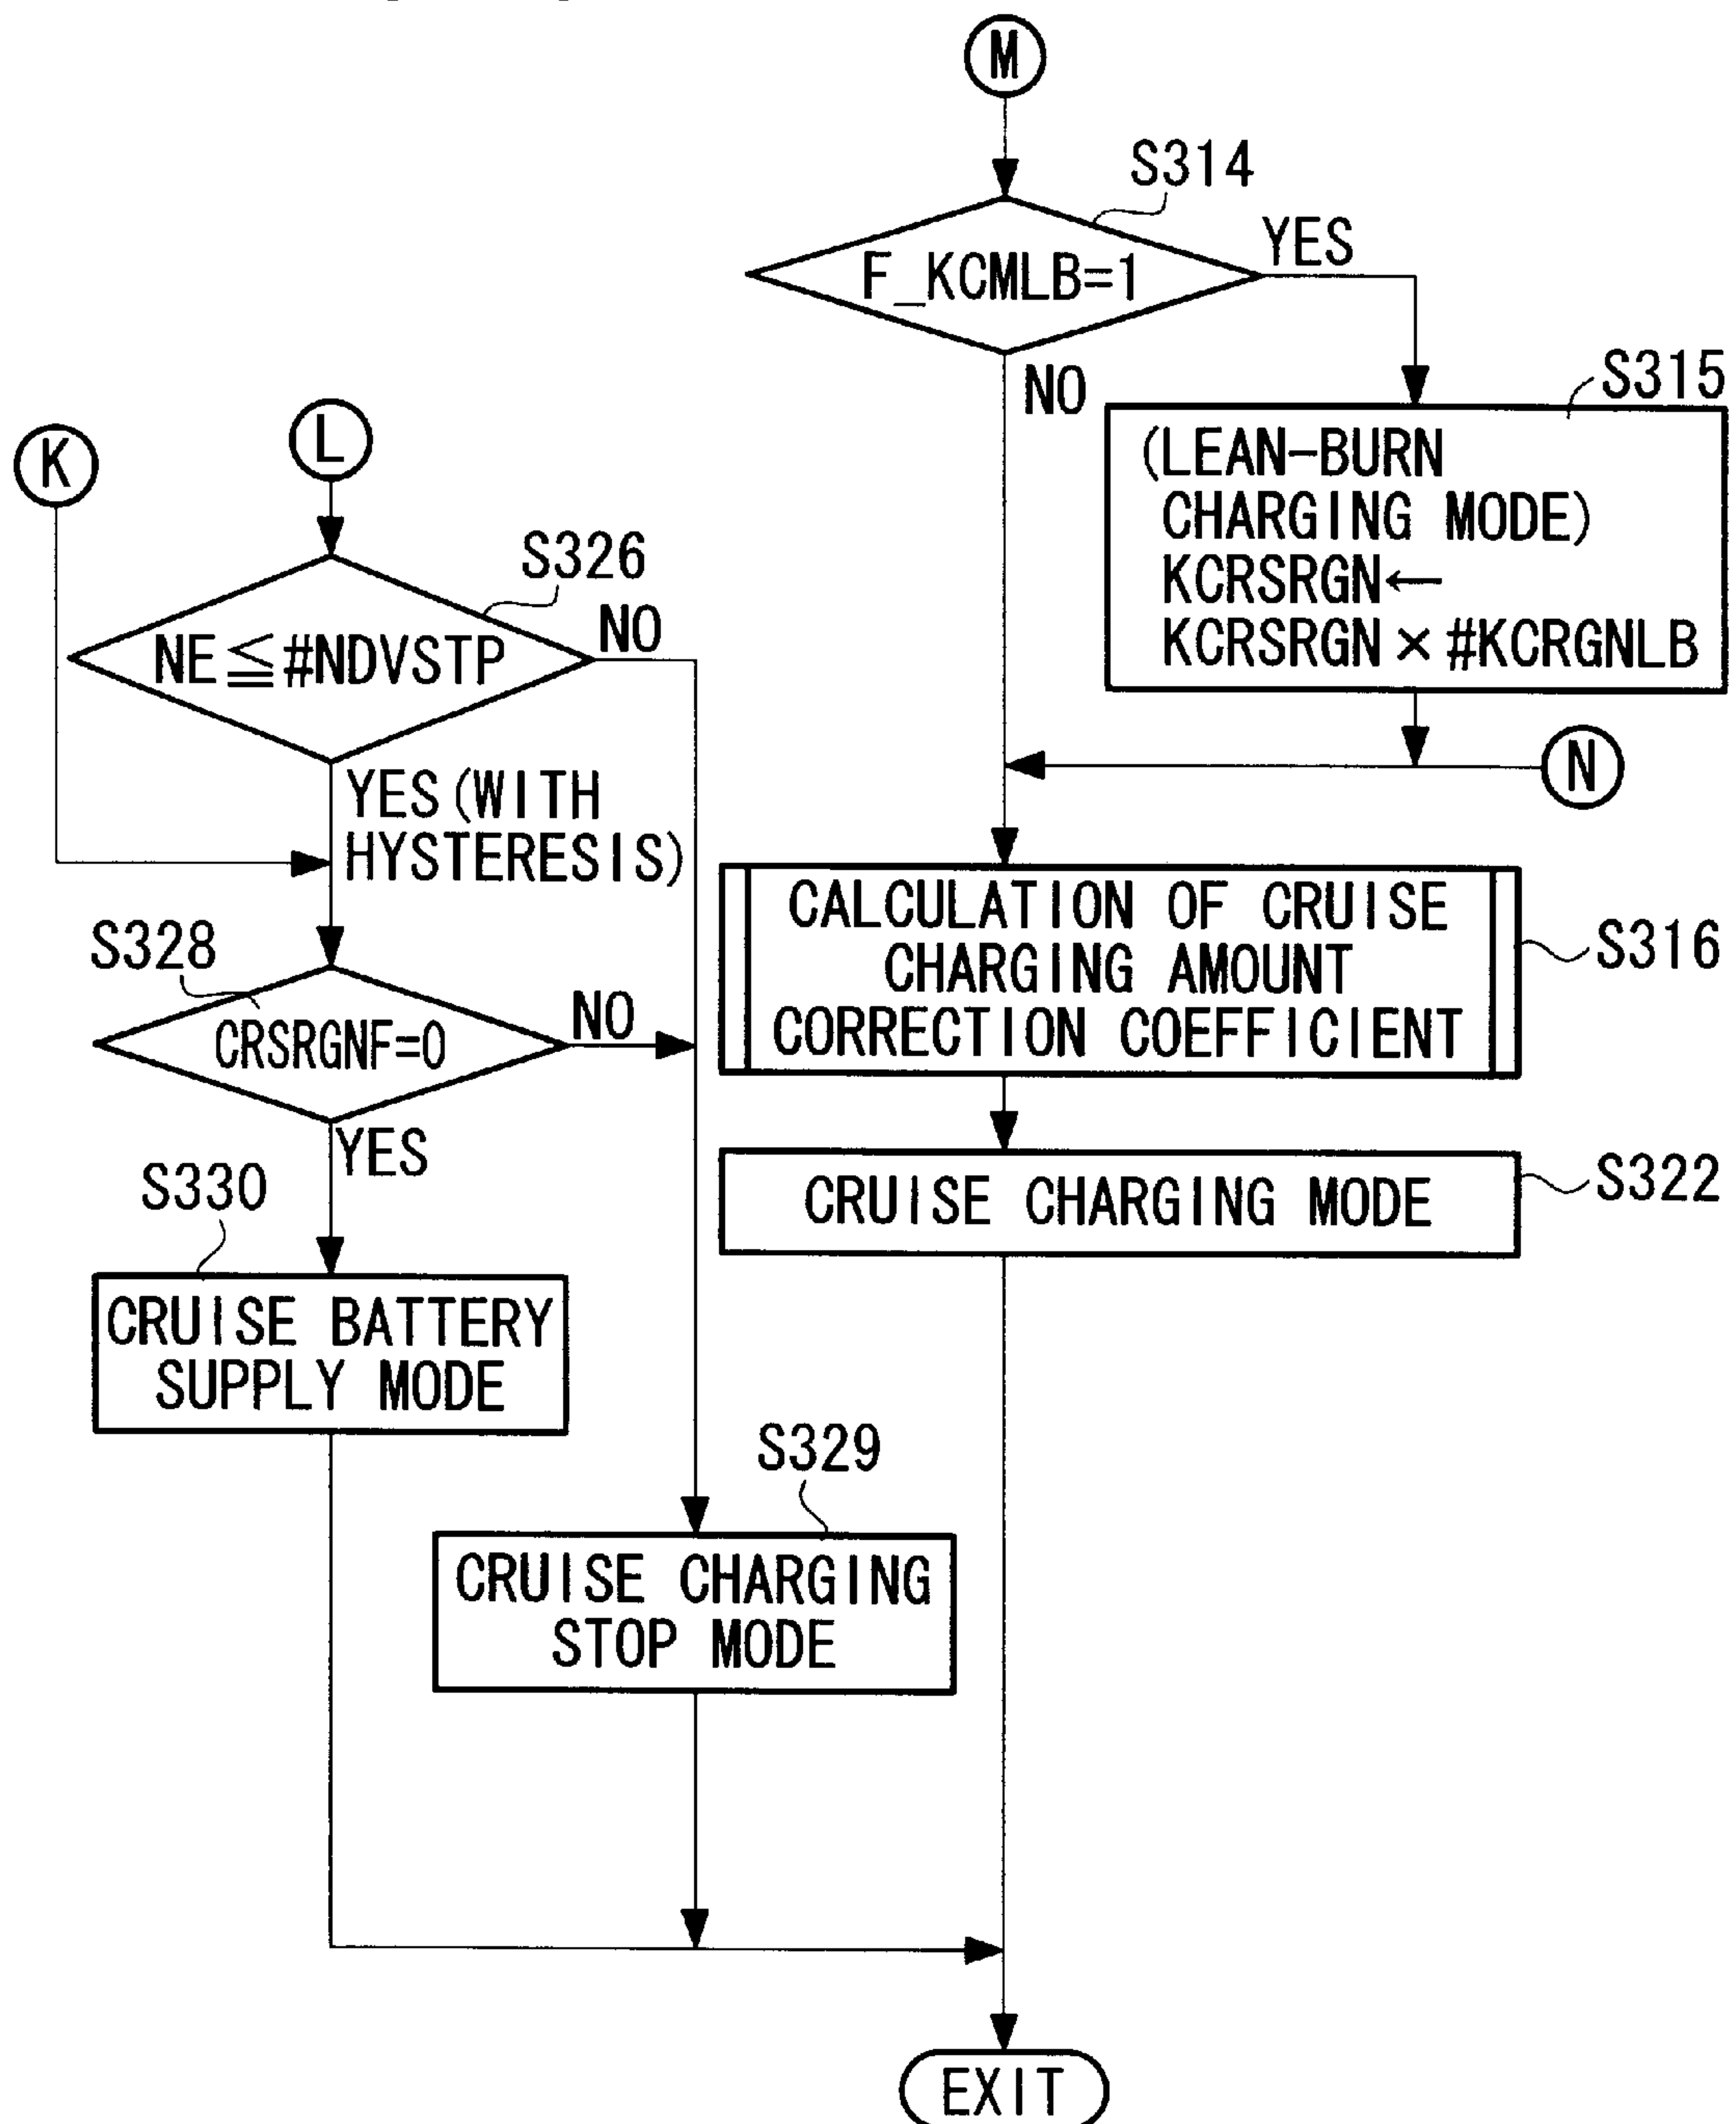 M
S314
F_KCMLB=1
YES
NO
S315
(LEAN-BURN
CHARGING MODE)
KCRSRGN←
KCRSRGN×#KCRGNLB
N
K
L
S326
NE≦#NDVSTP
NO
YES(WITH
HYSTERESIS)
S328
CRSRGNF=0
NO
YES
S330
CRUISE BATTERY
SUPPLY MODE
CALCULATION OF CRUISE
CHARGING AMOUNT
CORRECTION COEFFICIENT
S316
CRUISE CHARGING MODE
S322
S329
CRUISE CHARGING
STOP MODE
EXIT